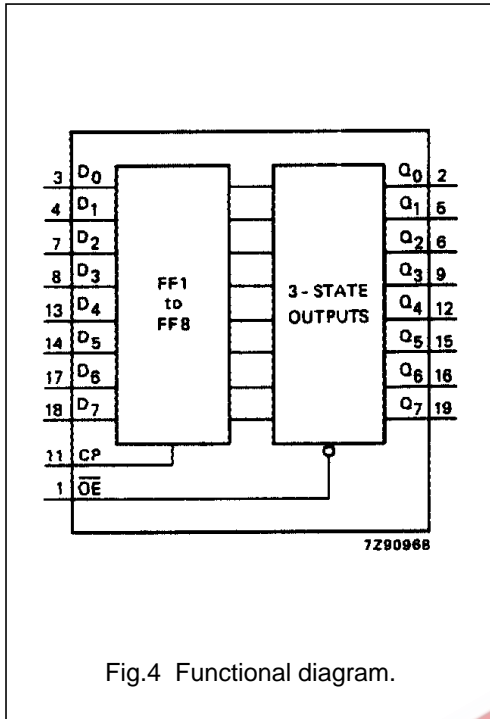 3 D0 Q0 2
4 D1 Q1 5
7 D2 Q2 6
8 D3 Q3 9
13 D4 Q4 12
14 D5 Q5 15
17 D6 Q6 16
18 D7 Q7 19
FF1
to
FF8
3-STATE
OUTPUTS
11 CP
1 O̅E̅
7Z90968
Fig.4 Functional diagram.